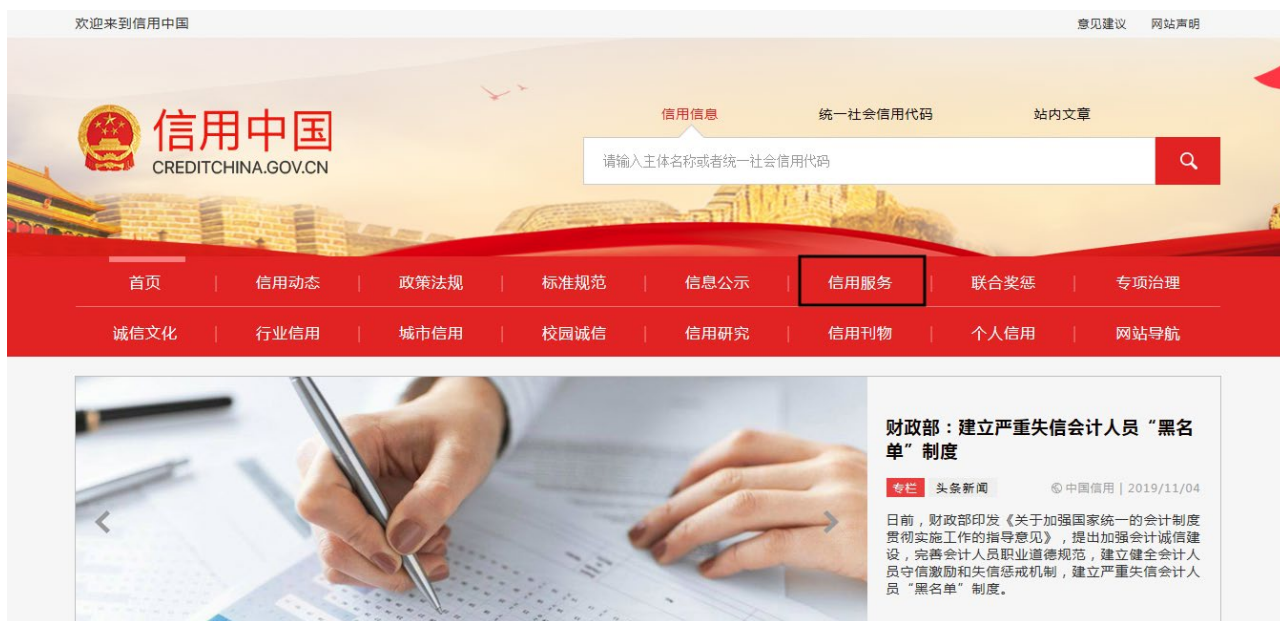 欢迎来到信用中国
意见建议 网站声明
信用中国
CREDITCHINA.GOV.CN
信用信息 统一社会信用代码 站内文章
请输入主体名称或者统一社会信用代码
首页 | 信用动态 | 政策法规 | 标准规范 | 信息公示 | 信用服务 | 联合奖惩 | 专项治理
诚信文化 | 行业信用 | 城市信用 | 校园诚信 | 信用研究 | 信用刊物 | 个人信用 | 网站导航
财政部：建立严重失信会计人员“黑名
单”制度
专栏 头条新闻 中国信用 | 2019/11/04
日前，财政部印发《关于加强国家统一的会计制度
贯彻实施工作的指导意见》，提出加强会计诚信建
设，完善会计人员职业道德规范，建立健全会计人
员守信激励和失信惩戒机制，建立严重失信会计人
员“黑名单”制度。